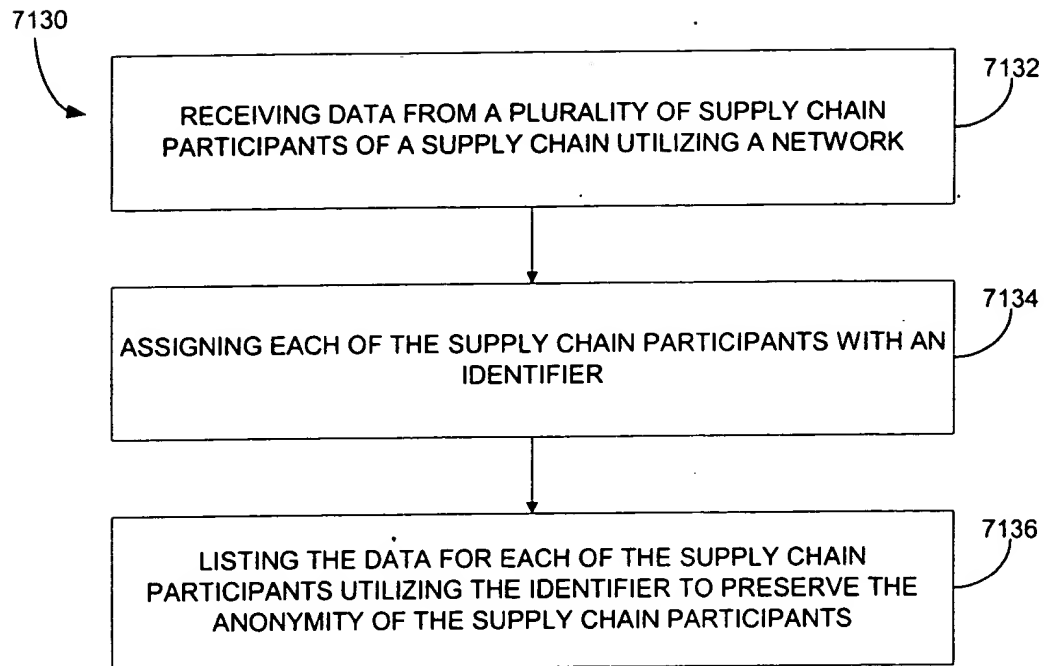 7130
7132
RECEIVING DATA FROM A PLURALITY OF SUPPLY CHAIN
PARTICIPANTS OF A SUPPLY CHAIN UTILIZING A NETWORK
7134
ASSIGNING EACH OF THE SUPPLY CHAIN PARTICIPANTS WITH AN
IDENTIFIER
7136
LISTING THE DATA FOR EACH OF THE SUPPLY CHAIN
PARTICIPANTS UTILIZING THE IDENTIFIER TO PRESERVE THE
ANONYMITY OF THE SUPPLY CHAIN PARTICIPANTS